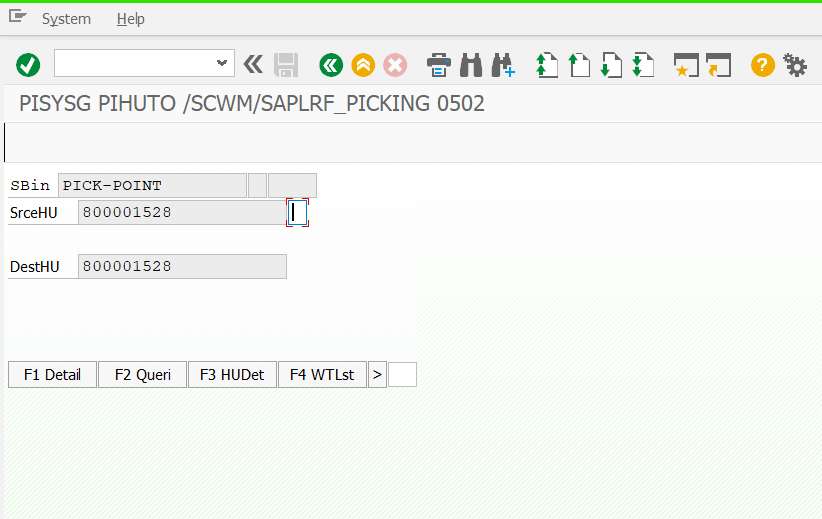 System Help
PISYSG PIHUTO /SCWM/SAPLRF_PICKING 0502
SBin PICK-POINT
SrceHU 800001528
DestHU 800001528
F1 Detail F2 Queri F3 HUDet F4 WTLst >